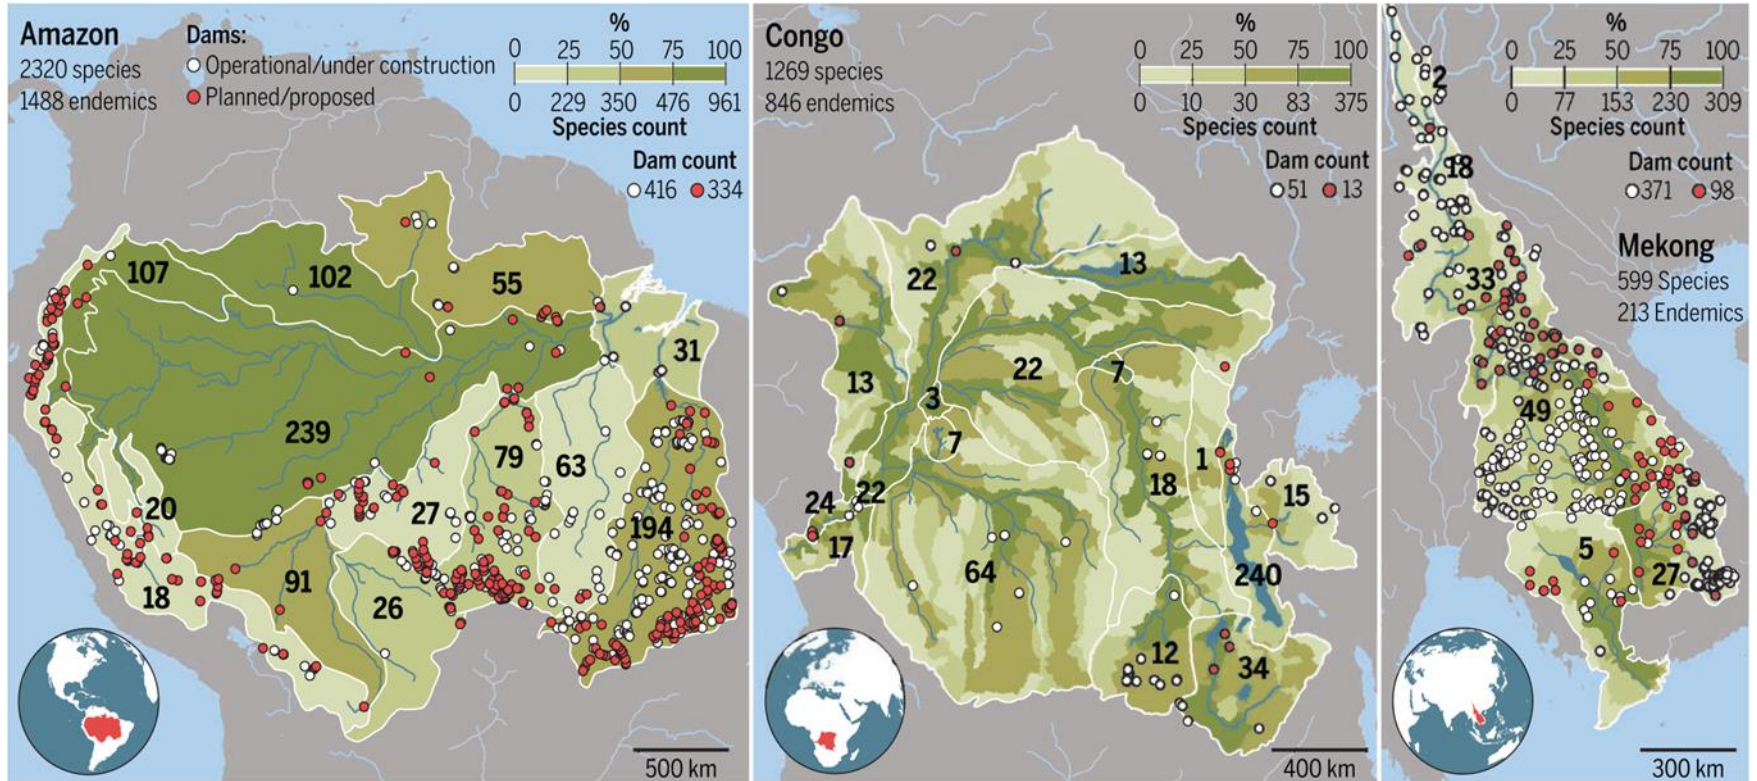 Amazon
2320 species
1488 endemics
Dams:
Operational/under construction
Planned/proposed
%
0 25 50 75 100
0 229 350 476 961
Species count
Dam count
416 334
107
102
55
31
239
79
63
20
27
194
18
91
26
500 km
Congo
1269 species
846 endemics
%
0 25 50 75 100
0 10 30 83 375
Species count
Dam count
51 13
22
13
13
22
7
3
7
18
1
15
24
22
17
64
240
12
34
400 km
%
0 25 50 75 100
0 77 153 230 309
Species count
Dam count
371 98
Mekong
599 Species
213 Endemics
2
18
33
49
5
27
300 km